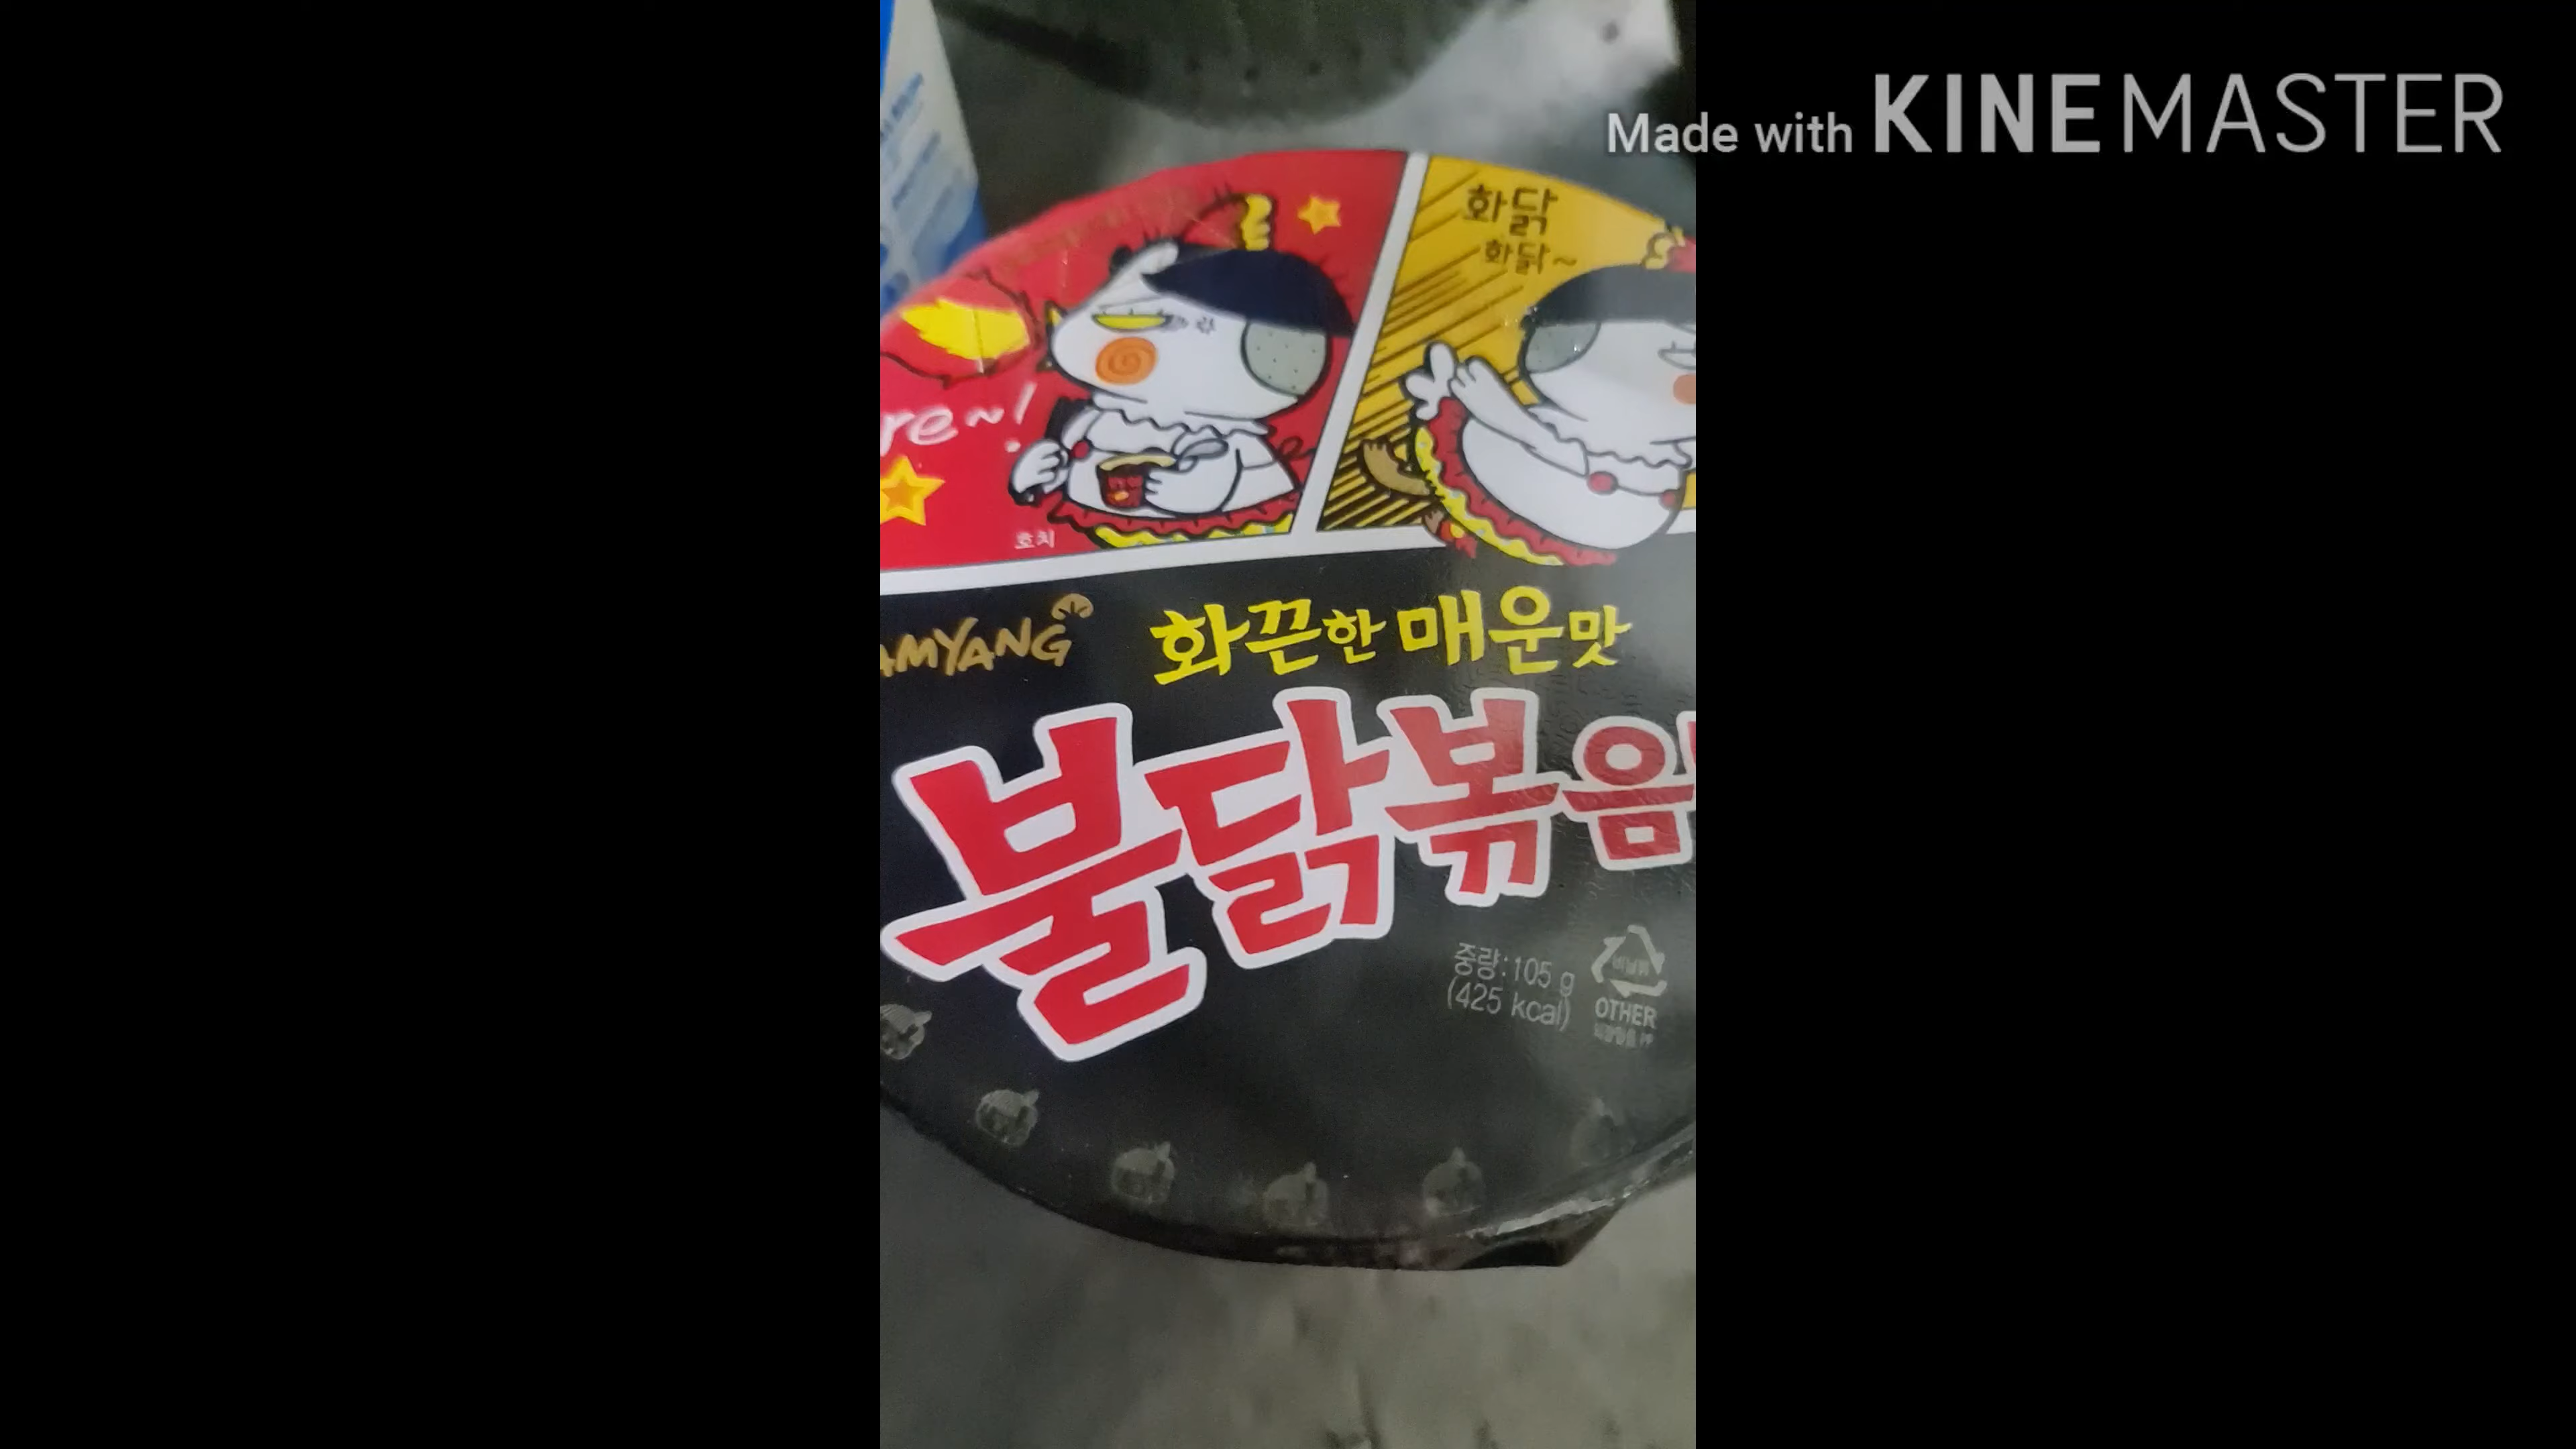 Made with KINEMASTER
화닭
화닭~
re~!
호치
AMYANG
화끈한 매운맛
불닭볶음
중량:105 g
(425 kcal)
OTHER